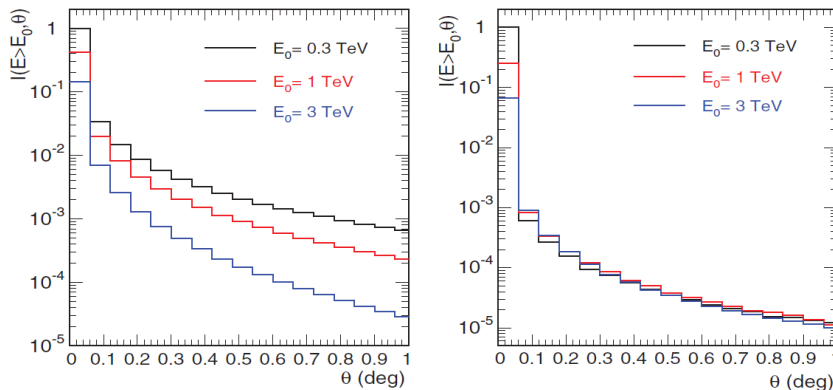 I(E>E₀,θ)
1
10⁻¹
10⁻²
10⁻³
10⁻⁴
10⁻⁵
E₀= 0.3 TeV
E₀= 1 TeV
E₀= 3 TeV
0 0.1 0.2 0.3 0.4 0.5 0.6 0.7 0.8 0.9 1
θ (deg)
I(E>E₀,θ)
1
10⁻¹
10⁻²
10⁻³
10⁻⁴
10⁻⁵
E₀= 0.3 TeV
E₀= 1 TeV
E₀= 3 TeV
0 0.1 0.2 0.3 0.4 0.5 0.6 0.7 0.8 0.9
θ (deg)